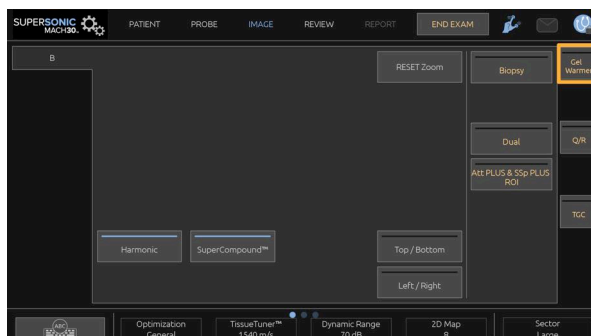 SUPERSONIC
MACH30.
PATIENT
PROBE
IMAGE
REVIEW
REPORT
END EXAM
B
RESET Zoom
Biopsy
Gel
Warmer
Dual
Q/R
Att PLUS & SSp PLUS
ROI
TGC
Harmonic
SuperCompound™
Top / Bottom
Left / Right
ABC
Optimization
General
TissueTuner™
1540 m/s
Dynamic Range
70 dB
2D Map
8
Sector
Large